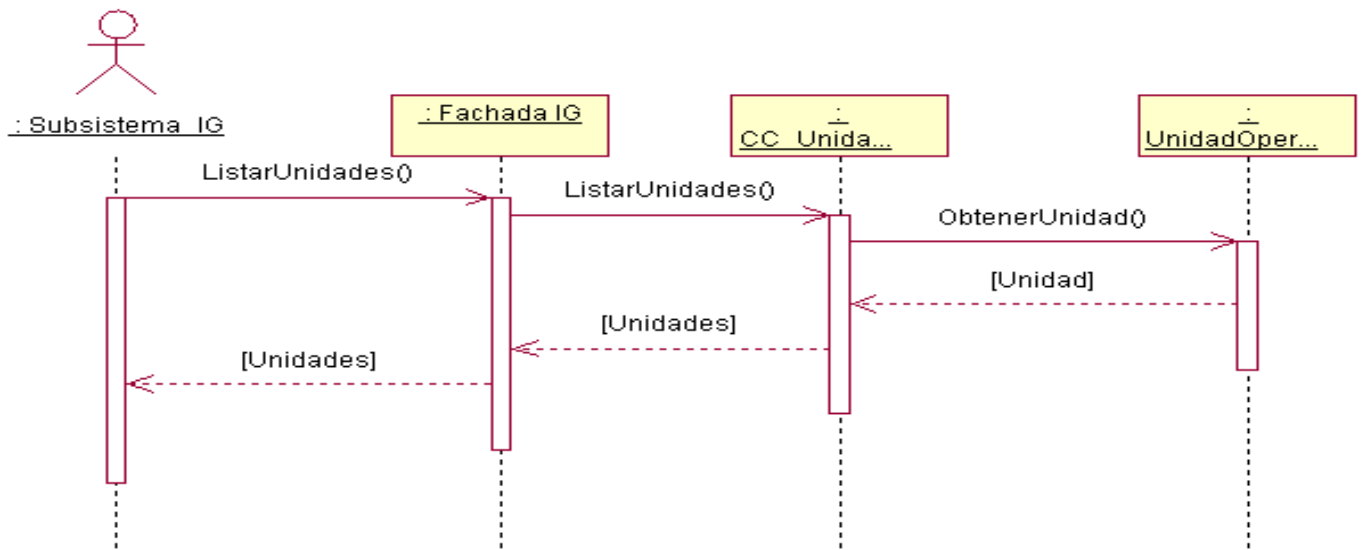 : Subsistema_IG
: Fachada IG
:
CC_Unida...
:
UnidadOper...
ListarUnidades()
ListarUnidades()
ObtenerUnidad()
[Unidad]
[Unidades]
[Unidades]